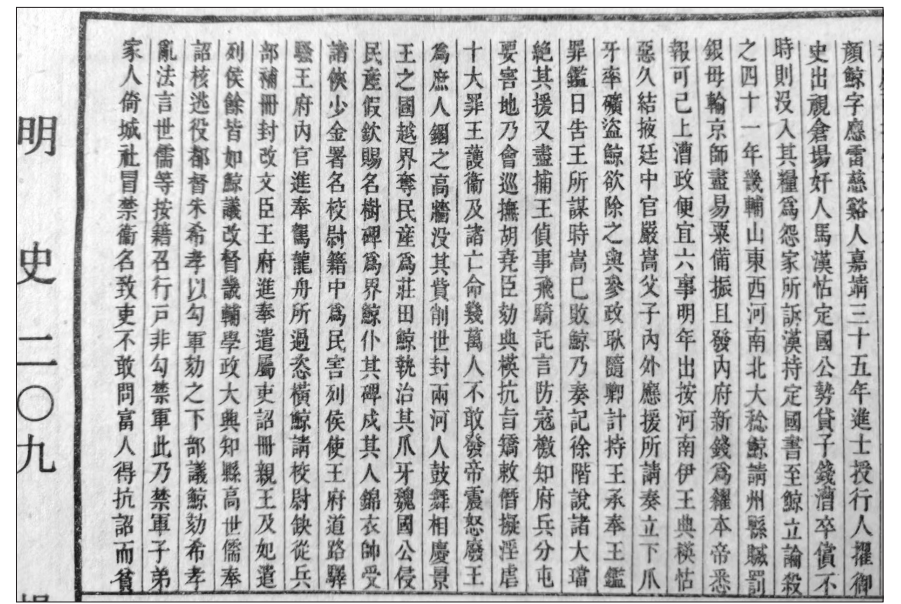 顏鯨字應雷慈谿人嘉靖三十五年進士授行人擢御
史出視倉場奸人馬漢怙定國公勢貸子錢漕卒償不
時則没入其糧爲怨家所訴漢持定國書至鯨立論殺
之四十一年畿輔山東西河南北大稔鯨請州縣贓罰
銀毋輸京師盡易粟備振且發內府新錢爲糴本帝悉
報可已上漕政便宜六事明年出按河南伊王典楧怙
惡久結掖廷中官嚴嵩父子內外應援所請奏立下爪
牙率礦盜鯨欲除之與參政耿隨卿計持王承奉王鑑
罪鑑日告王所謀時嵩已敗鯨乃奏記徐階說諸大璫
絶其援又盡捕王偵事飛騎託言防寇檄知府兵分屯
要害地乃會巡撫胡堯臣劾典楧抗旨矯敕僭擬淫虐
十大罪王護衞及諸亡命幾萬人不敢發帝震怒廢王
爲庶人錮之高牆没其貲削世封兩河人鼓舞相慶景
王之國越界奪民產爲莊田鯨執治其爪牙魏國公侵
民產假欽賜名樹碑爲界鯨仆其碑戍其人錦衣帥受
諸俠少金署名校尉籍中爲民害列侯使王府道路驛
騷王府內官進奉駕龍舟所過恣橫鯨請校尉缺從兵
部補冊封改文臣王府進奉遣屬吏詔冊親王及妃遣
列侯餘皆如鯨議改督畿輔學政大興知縣高世儒奉
詔核逃役都督朱希孝以勾軍劾之下部議鯨劾希孝
亂法言世儒等按籍召行戸非勾禁軍此乃禁軍子弟
家人倚城社冒禁衞名致吏不敢問富人得抗詔而貧
明 史 二〇九